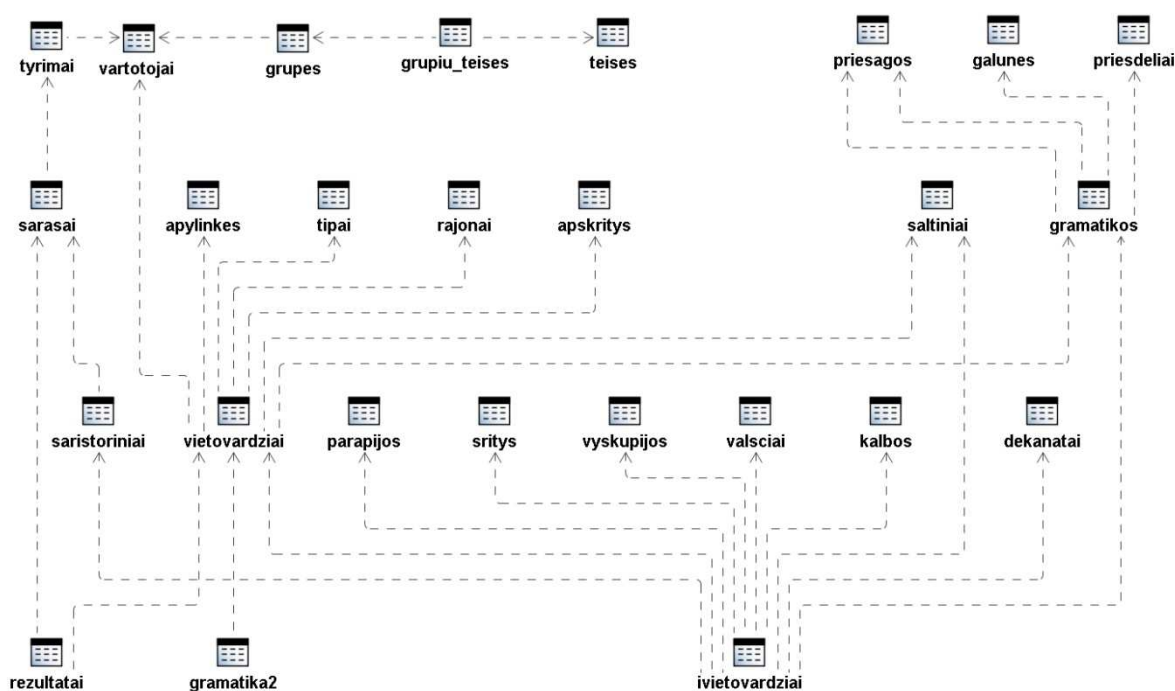 tyrimai
vartotojai
grupes
grupiu_teises
teises
priesagos
galunes
priesdeliai
sarasai
apylinkes
tipai
rajonai
apskritys
saltiniai
gramatikos
saristoriniai
vietovardziai
parapijos
sritys
vyskupijos
valsciai
kalbos
dekanatai
rezultatai
gramatika2
ivietovardziai